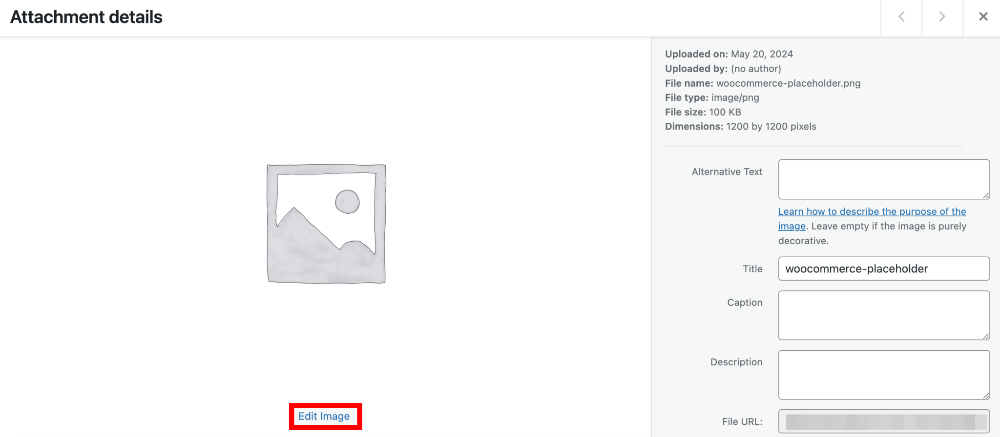 Attachment details
Uploaded on: May 20, 2024
Uploaded by: (no author)
File name: woocommerce-placeholder.png
File type: image/png
File size: 100 KB
Dimensions: 1200 by 1200 pixels
Alternative Text
Learn how to describe the purpose of the
image. Leave empty if the image is purely
decorative.
Title
woocommerce-placeholder
Caption
Description
File URL:
Edit Image